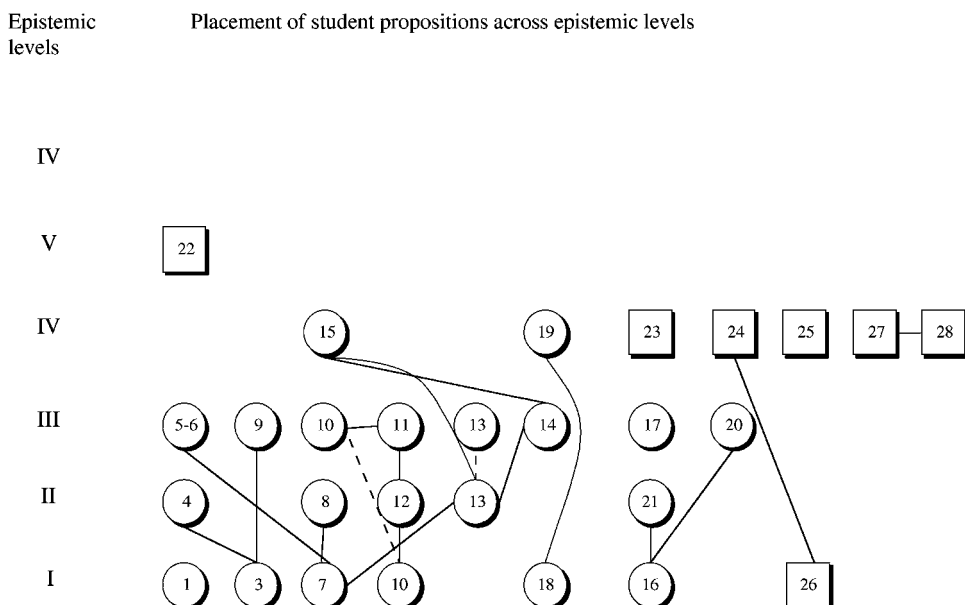 Epistemic levels
Placement of student propositions across epistemic levels
IV
V
22
IV
15 19 23 24 25 27 28
III
5-6 9 10 11 13 14 17 20
II
4 8 12 13 21
I
1 3 7 10 18 16 26